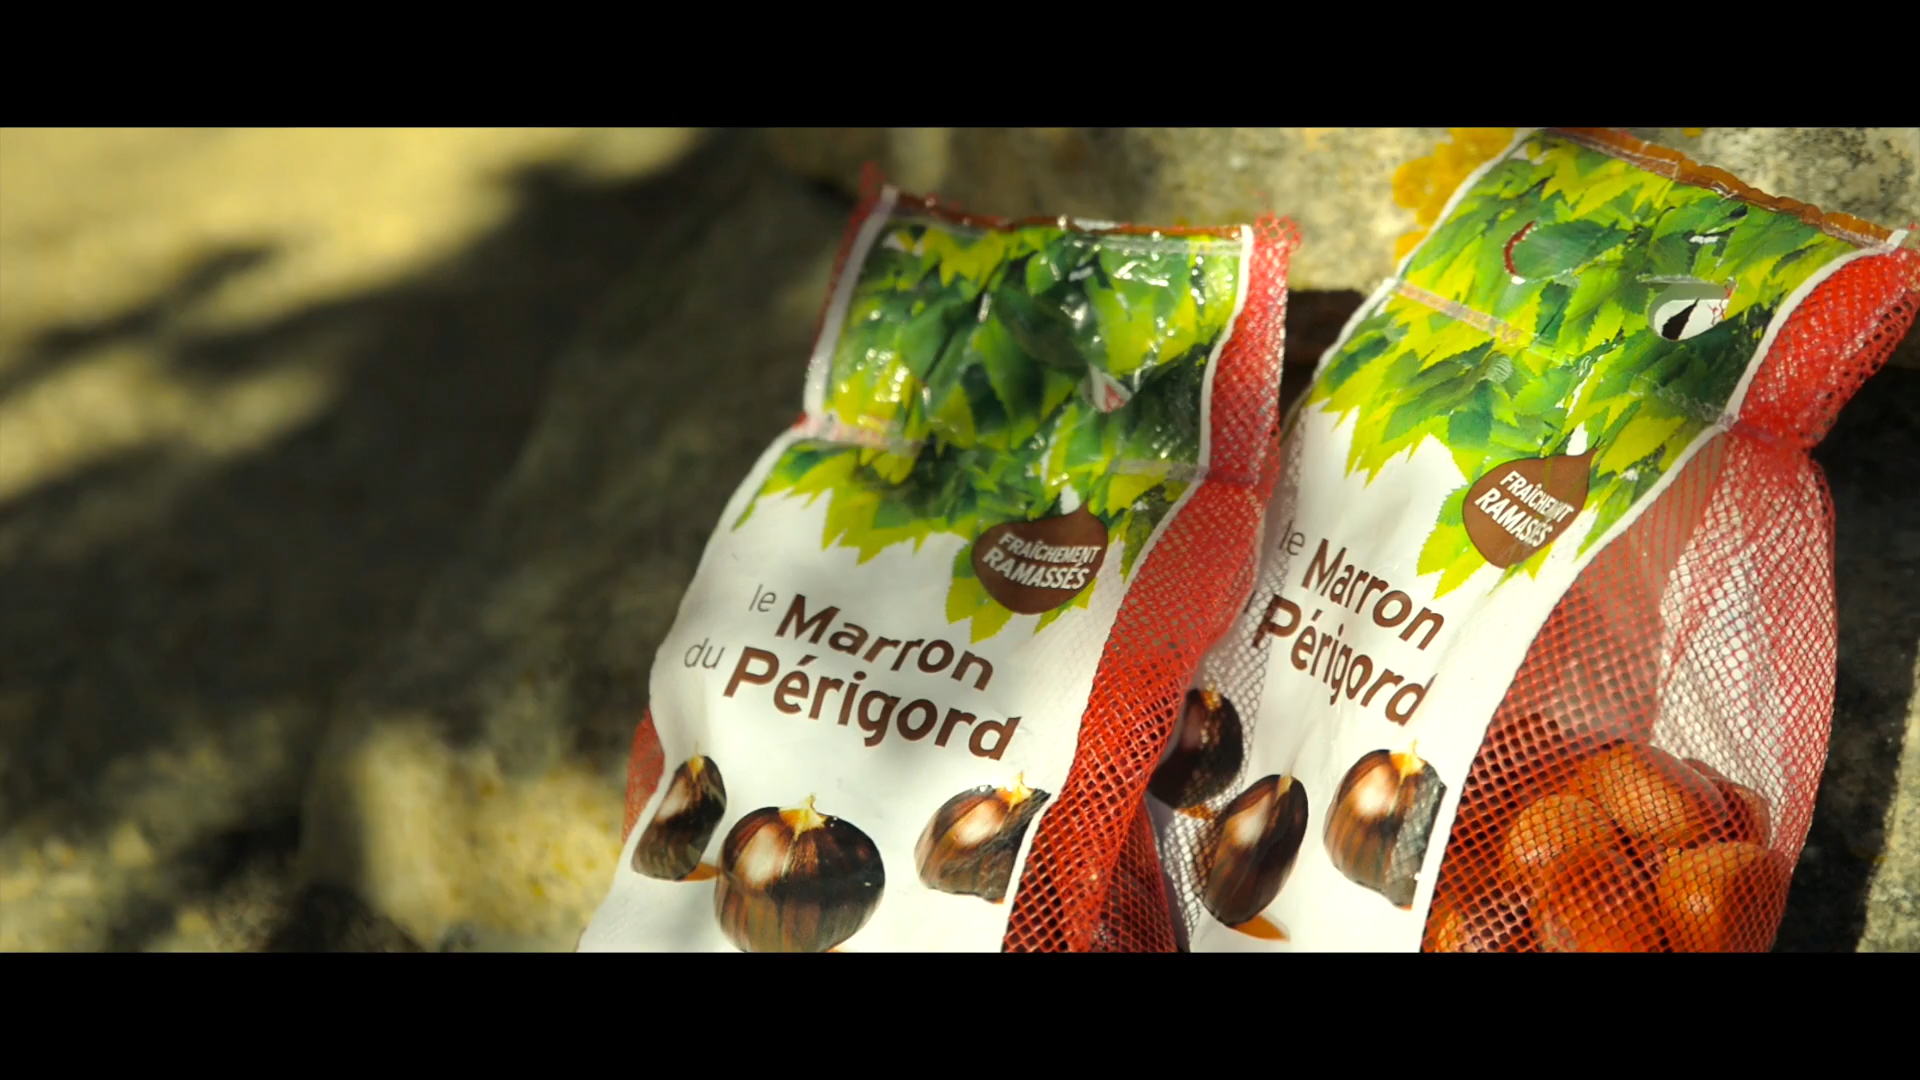 FRAÎCHEMENT
RAMASSÉS
le Marron
du Périgord
FRAÎCHEMENT
RAMASSÉS
le Marron
Périgord